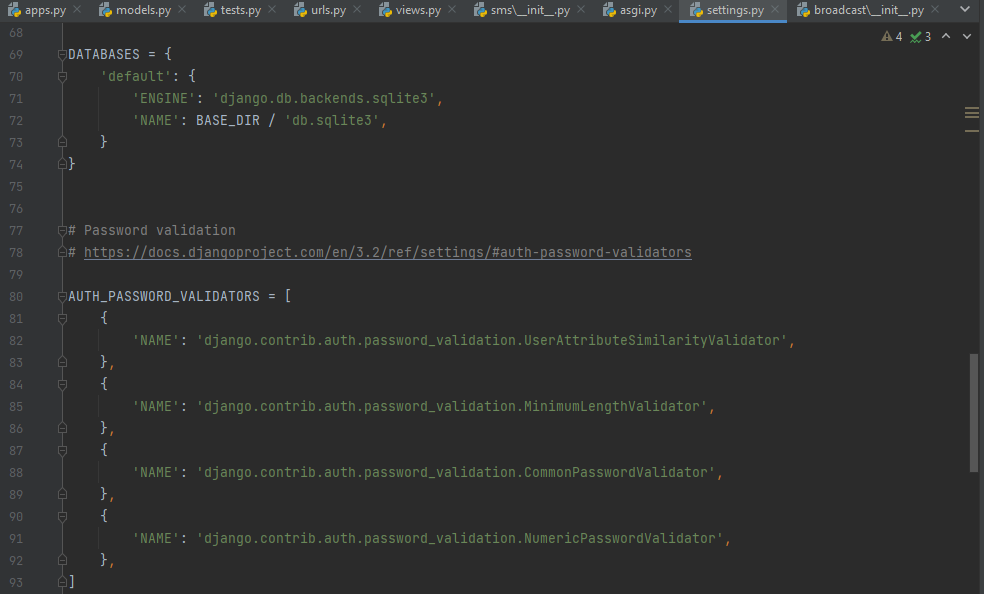 apps.py models.py tests.py urls.py views.py sms\__init__.py asgi.py settings.py broadcast\__init__.py
4 3
68
69 DATABASES = {
70     'default': {
71         'ENGINE': 'django.db.backends.sqlite3',
72         'NAME': BASE_DIR / 'db.sqlite3',
73     }
74 }
75
76
77 # Password validation
78 # https://docs.djangoproject.com/en/3.2/ref/settings/#auth-password-validators
79
80 AUTH_PASSWORD_VALIDATORS = [
81     {
82         'NAME': 'django.contrib.auth.password_validation.UserAttributeSimilarityValidator',
83     },
84     {
85         'NAME': 'django.contrib.auth.password_validation.MinimumLengthValidator',
86     },
87     {
88         'NAME': 'django.contrib.auth.password_validation.CommonPasswordValidator',
89     },
90     {
91         'NAME': 'django.contrib.auth.password_validation.NumericPasswordValidator',
92     },
93 ]